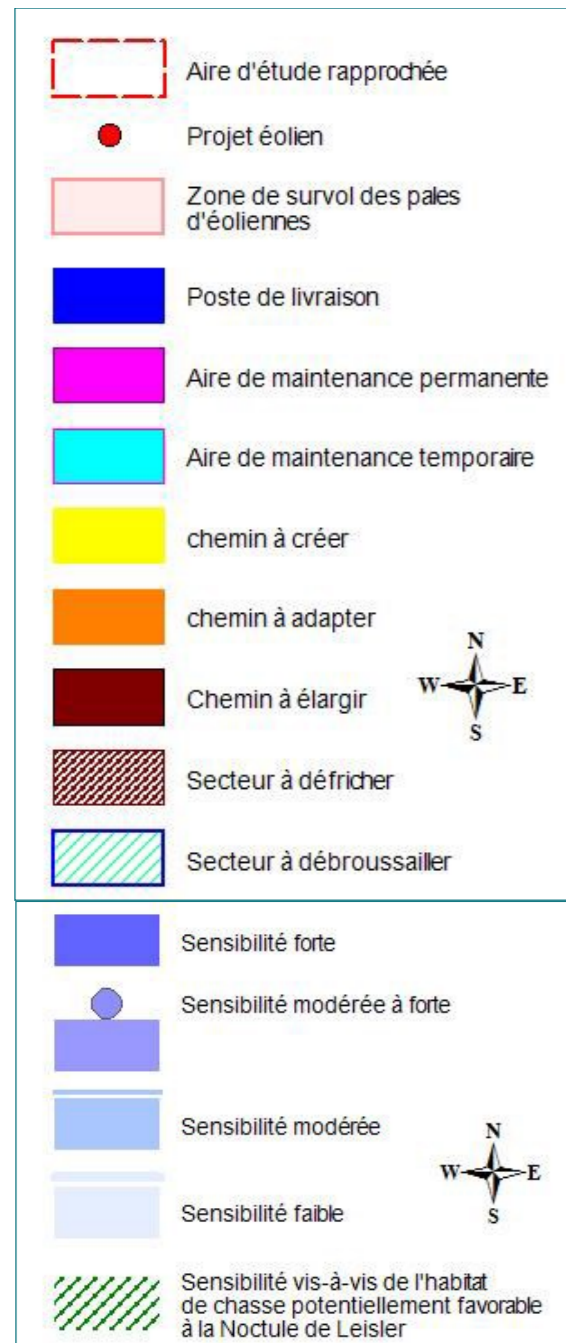 Aire d'étude rapprochée
Projet éolien
Zone de survol des pales
d'éoliennes
Poste de livraison
Aire de maintenance permanente
Aire de maintenance temporaire
chemin à créer
chemin à adapter
N
W E
S
Chemin à élargir
Secteur à défricher
Secteur à débroussailler
Sensibilité forte
Sensibilité modérée à forte
Sensibilité modérée
N
W E
S
Sensibilité faible
Sensibilité vis-à-vis de l'habitat
de chasse potentiellement favorable
à la Noctule de Leisler